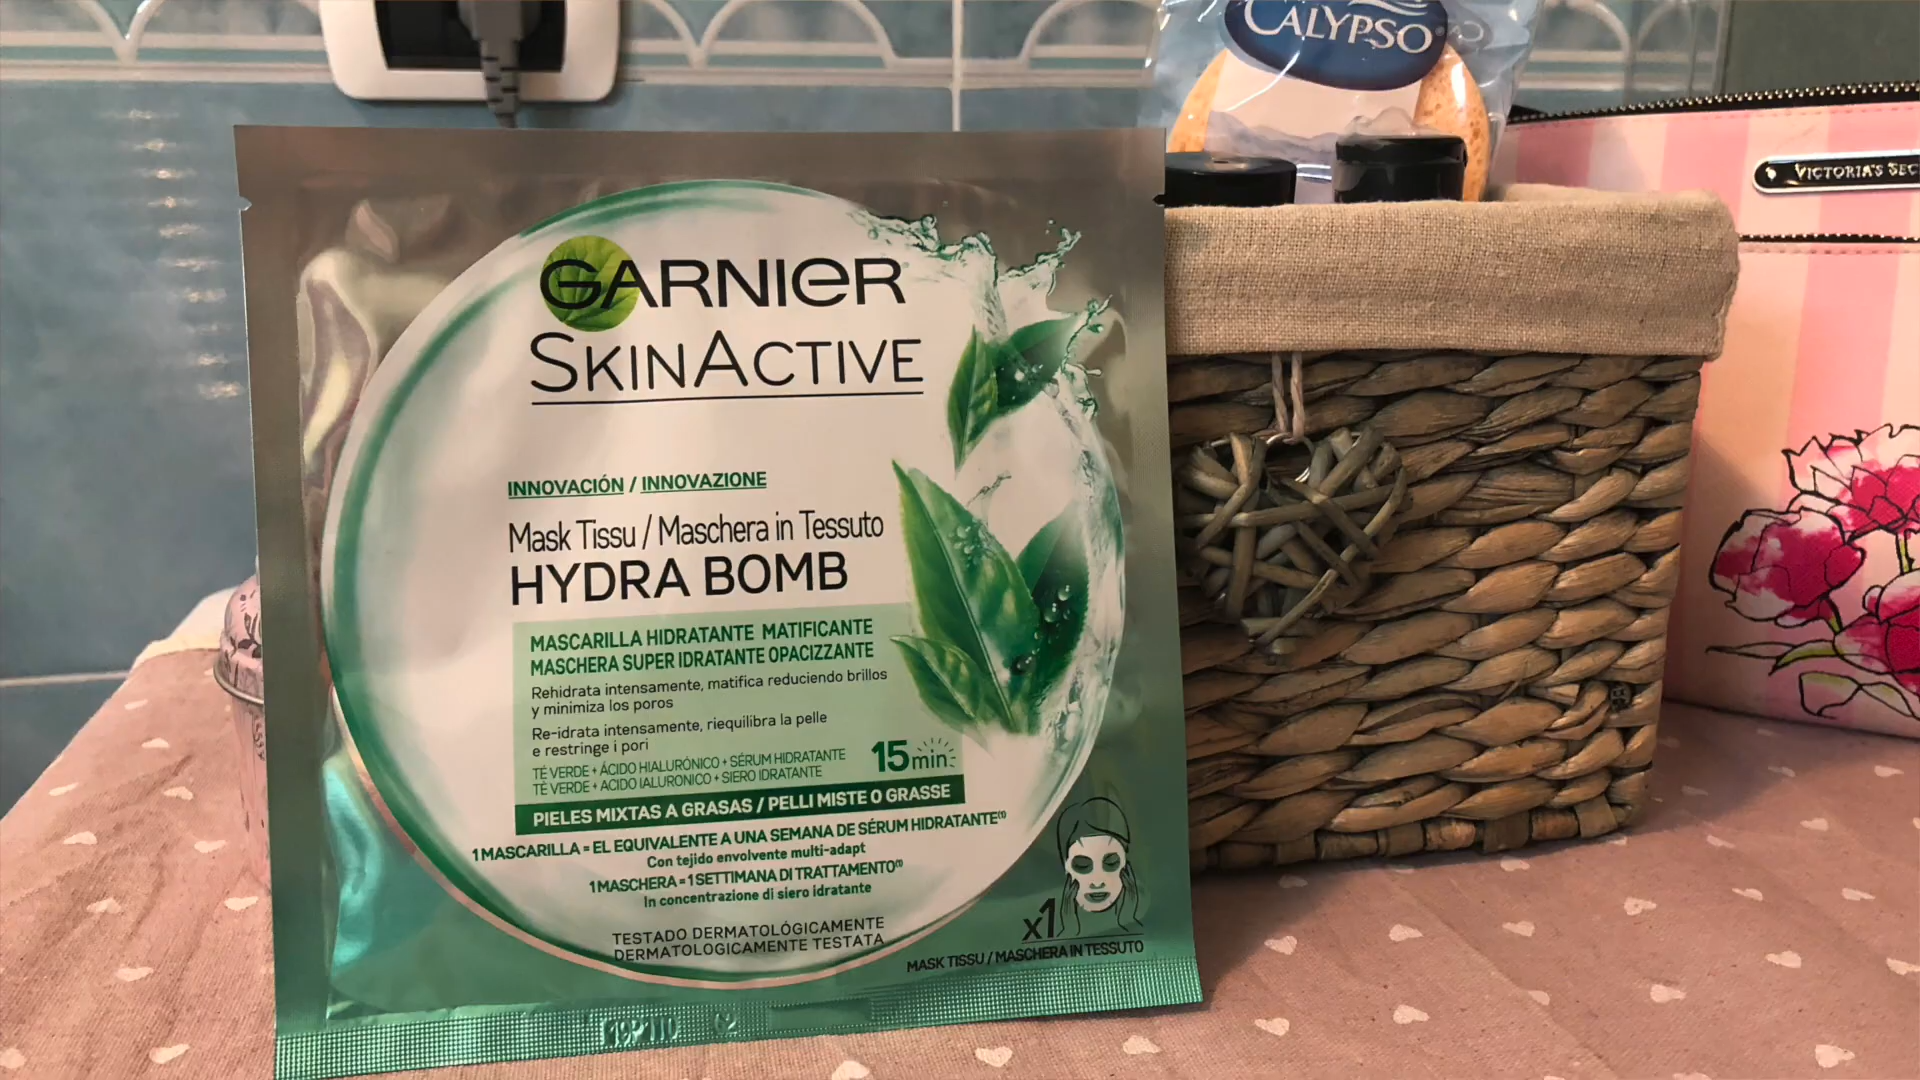 CALYPSO
VICTORIA'S SEC
GARNIER
SKINACTIVE
INNOVACIÓN / INNOVAZIONE
Mask Tissu / Maschera in Tessuto
HYDRA BOMB
MASCARILLA HIDRATANTE MATIFICANTE
MASCHERA SUPER IDRATANTE OPACIZZANTE
Rehidrata intensamente, matifica reduciendo brillos
y minimiza los poros
Re-idrata intensamente, riequilibra la pelle
e restringe i pori
TÉ VERDE + ÁCIDO HIALURÓNICO + SÉRUM HIDRATANTE
TÈ VERDE + ACIDO IALURONICO + SIERO IDRATANTE
15 min
PIELES MIXTAS A GRASAS / PELLI MISTE O GRASSE
1 MASCARILLA = EL EQUIVALENTE A UNA SEMANA DE SÉRUM HIDRATANTE(1)
Con tejido envolvente multi-adapt
1 MASCHERA = 1 SETTIMANA DI TRATTAMENTO(1)
In concentrazione di siero idratante
TESTADO DERMATOLÓGICAMENTE
DERMATOLOGICAMENTE TESTATA
x1
MASK TISSU / MASCHERA IN TESSUTO